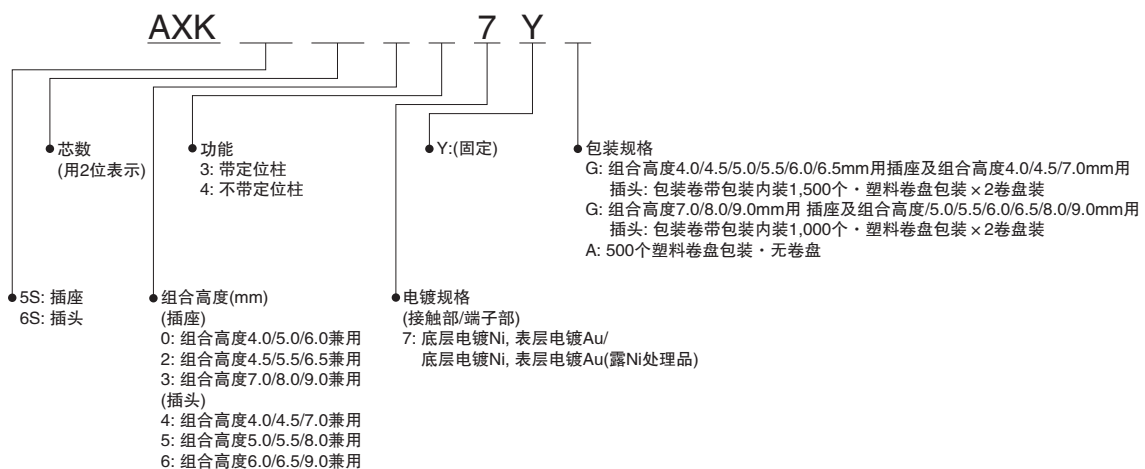 AXK 7 Y
芯数
(用2位表示)
功能
3: 带定位柱
4: 不带定位柱
Y:(固定)
包装规格
G: 组合高度4.0/4.5/5.0/5.5/6.0/6.5mm用插座及组合高度4.0/4.5/7.0mm用
插头: 包装卷带包装内装1,500个・塑料卷盘包装×2卷盘装
G: 组合高度7.0/8.0/9.0mm用 插座及组合高度/5.0/5.5/6.0/6.5/8.0/9.0mm用
插头: 包装卷带包装内装1,000个・塑料卷盘包装×2卷盘装
A: 500个塑料卷盘包装・无卷盘
5S: 插座
6S: 插头
组合高度(mm)
(插座)
0: 组合高度4.0/5.0/6.0兼用
2: 组合高度4.5/5.5/6.5兼用
3: 组合高度7.0/8.0/9.0兼用
(插头)
4: 组合高度4.0/4.5/7.0兼用
5: 组合高度5.0/5.5/8.0兼用
6: 组合高度6.0/6.5/9.0兼用
电镀规格
(接触部/端子部)
7: 底层电镀Ni, 表层电镀Au/
底层电镀Ni, 表层电镀Au(露Ni处理品)